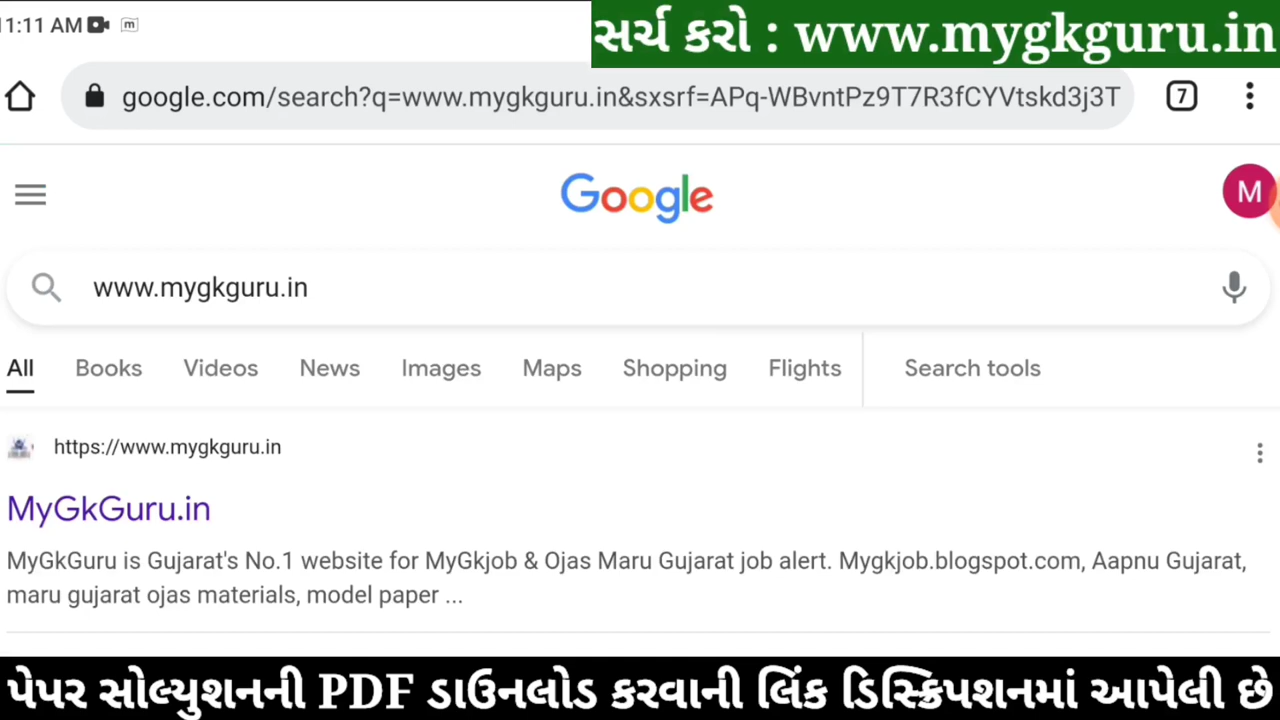 11:11 AM
સર્ચ કરો : www.mygkguru.in
google.com/search?q=www.mygkguru.in&sxsrf=APq-WBvntPz9T7R3fCYVtskd3j3T
7
Google
M
www.mygkguru.in
All Books Videos News Images Maps Shopping Flights Search tools
https://www.mygkguru.in
MyGkGuru.in
MyGkGuru is Gujarat's No.1 website for MyGkjob & Ojas Maru Gujarat job alert. Mygkjob.blogspot.com, Aapnu Gujarat,
maru gujarat ojas materials, model paper ...
પેપર સોલ્યુશનની PDF ડાઉનલોડ કરવાની લિંક ડિસ્ક્રિપશનમાં આપેલી છે